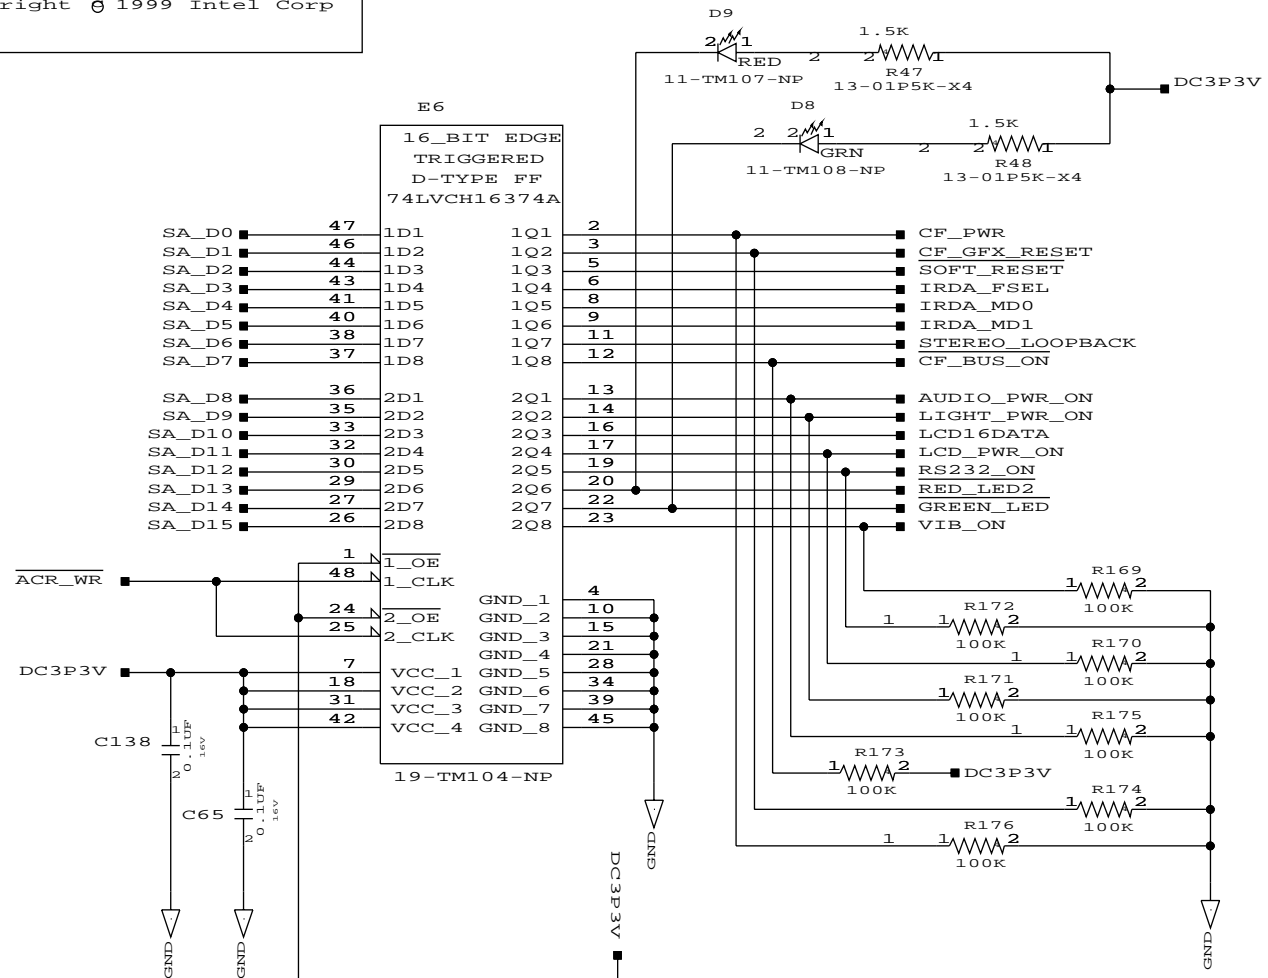 right © 1999 Intel Corp
D9
2 1
RED
11-TM107-NP
1.5K
2 2 1
R47
13-01P5K-X4
DC3P3V
D8
2 2 1
GRN
11-TM108-NP
1.5K
2 2 1
R48
13-01P5K-X4
E6
16_BIT EDGE
TRIGGERED
D-TYPE FF
74LVCH16374A
SA_D0 47 1D1 1Q1 2 CF_PWR
SA_D1 46 1D2 1Q2 3 CF_GFX_RESET
SA_D2 44 1D3 1Q3 5 SOFT_RESET
SA_D3 43 1D4 1Q4 6 IRDA_FSEL
SA_D4 41 1D5 1Q5 8 IRDA_MD0
SA_D5 40 1D6 1Q6 9 IRDA_MD1
SA_D6 38 1D7 1Q7 11 STEREO_LOOPBACK
SA_D7 37 1D8 1Q8 12 CF_BUS_ON
SA_D8 36 2D1 2Q1 13 AUDIO_PWR_ON
SA_D9 35 2D2 2Q2 14 LIGHT_PWR_ON
SA_D10 33 2D3 2Q3 16 LCD16DATA
SA_D11 32 2D4 2Q4 17 LCD_PWR_ON
SA_D12 30 2D5 2Q5 19 RS232_ON
SA_D13 29 2D6 2Q6 20 RED_LED2
SA_D14 27 2D7 2Q7 22 GREEN_LED
SA_D15 26 2D8 2Q8 23 VIB_ON
1 1_OE
ACR_WR 48 1_CLK
24 2_OE
25 2_CLK
GND_1 4
GND_2 10
GND_3 15
GND_4 21
DC3P3V 7 VCC_1 GND_5 28
18 VCC_2 GND_6 34
31 VCC_3 GND_7 39
42 VCC_4 GND_8 45
19-TM104-NP
R169
1 2
100K
R172
1 1 2
100K
R170
1 1 2
100K
R171
1 2
100K
R175
1 1 2
100K
R173
1 2 DC3P3V
100K
R174
1 2
100K
R176
1 1 2
100K
C138
1
2
0.1UF
16V
C65
1
2
0.1UF
16V
GND
GND
GND
DC3P3V
GND